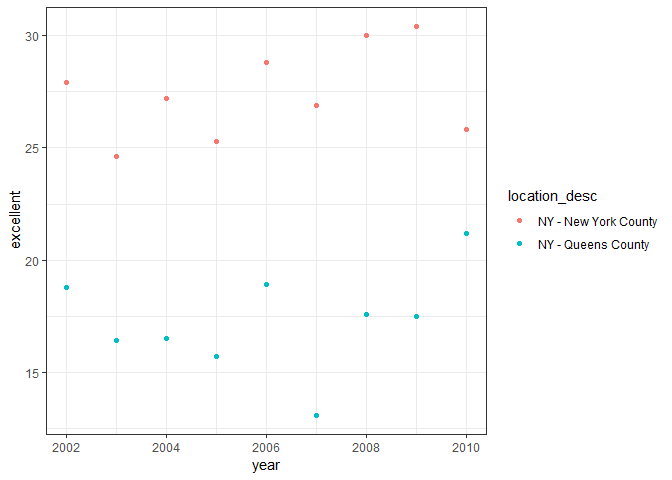 30
25
20
15
excellent
2002 2004 2006 2008 2010
year
location_desc
NY - New York County
NY - Queens County